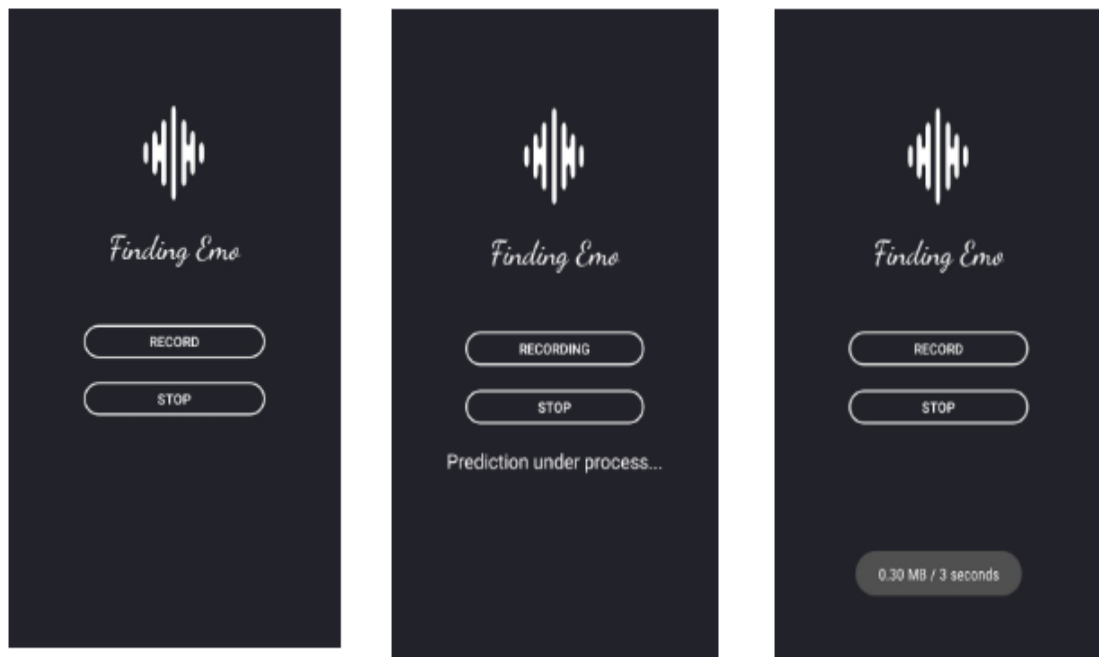 Finding Emo
RECORD
STOP
Finding Emo
RECORDING
STOP
Prediction under process...
Finding Emo
RECORD
STOP
0.30 MB / 3 seconds